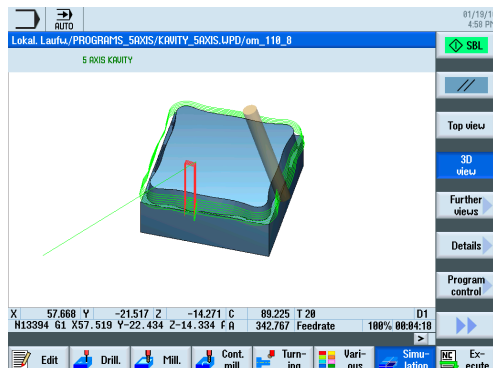 AUTO
01/19/1
4:58 PM
Lokal. Laufw./PROGRAMS_5AXIS/KAVITY_5AXIS.WPD/om_110_8
SBL
5 AXIS KAVITY
//
Top view
3D
view
Further
views
Details
Program
control
X 57.668 Y -21.517 Z -14.271 C 89.225 T 20 D1
N13394 G1 X57.519 Y-22.434 Z-14.334 F A 342.767 Feedrate 100% 00:04:18
>
Edit
Drill.
Mill.
Cont.
mill
Turn-
ing
Vari-
ous
Simu-
lation
NC
Ex-
ecute